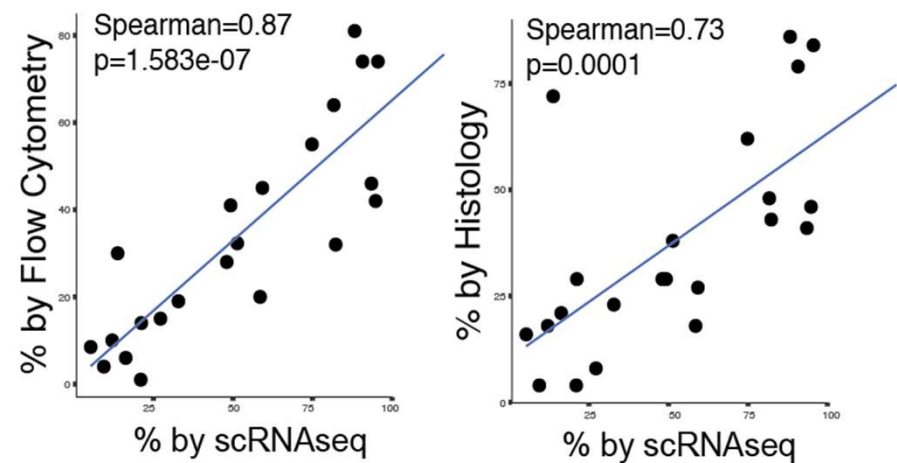 Spearman=0.87
p=1.583e-07
% by Flow Cytometry
80
60
40
20
0
25 50 75 100
% by scRNAseq
Spearman=0.73
p=0.0001
% by Histology
75
50
25
0
25 50 75 100
% by scRNAseq